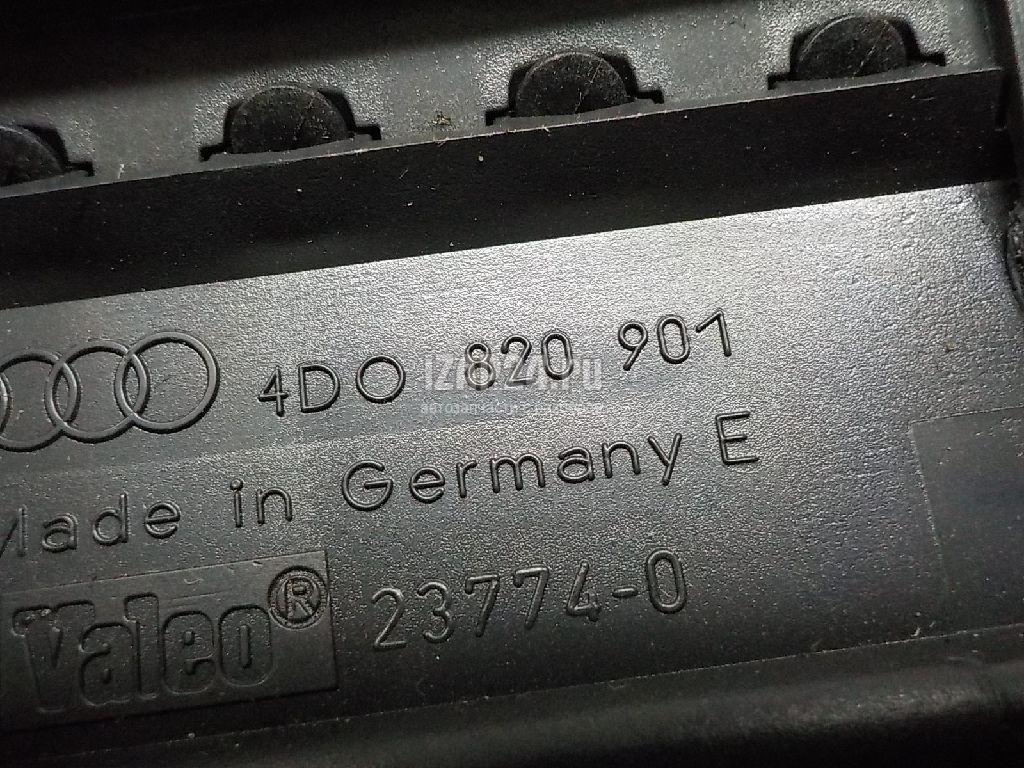 4DO 820 901
Made in Germany E
Valeo® 23774-0